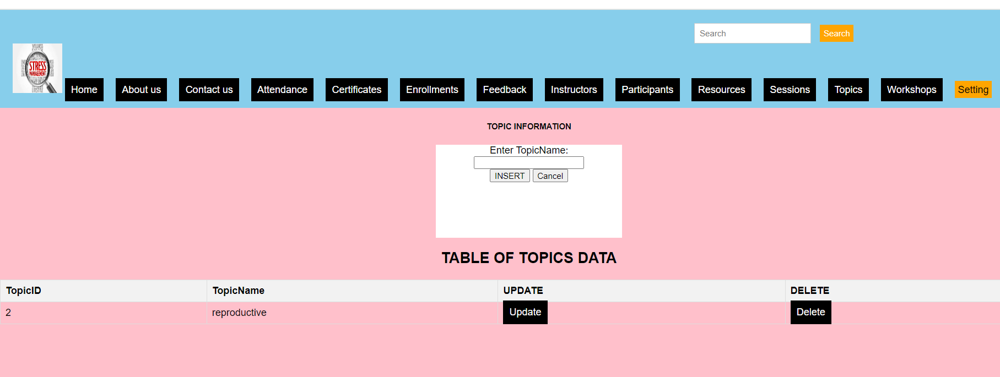 Search Search
WELLNESS
STRESS
MANAGEMENT
LIFESTYLE
Home About us Contact us Attendance Certificates Enrollments Feedback Instructors Participants Resources Sessions Topics Workshops Setting
TOPIC INFORMATION
Enter TopicName:
INSERT Cancel
TABLE OF TOPICS DATA
TopicID TopicName UPDATE DELETE
2 reproductive Update Delete